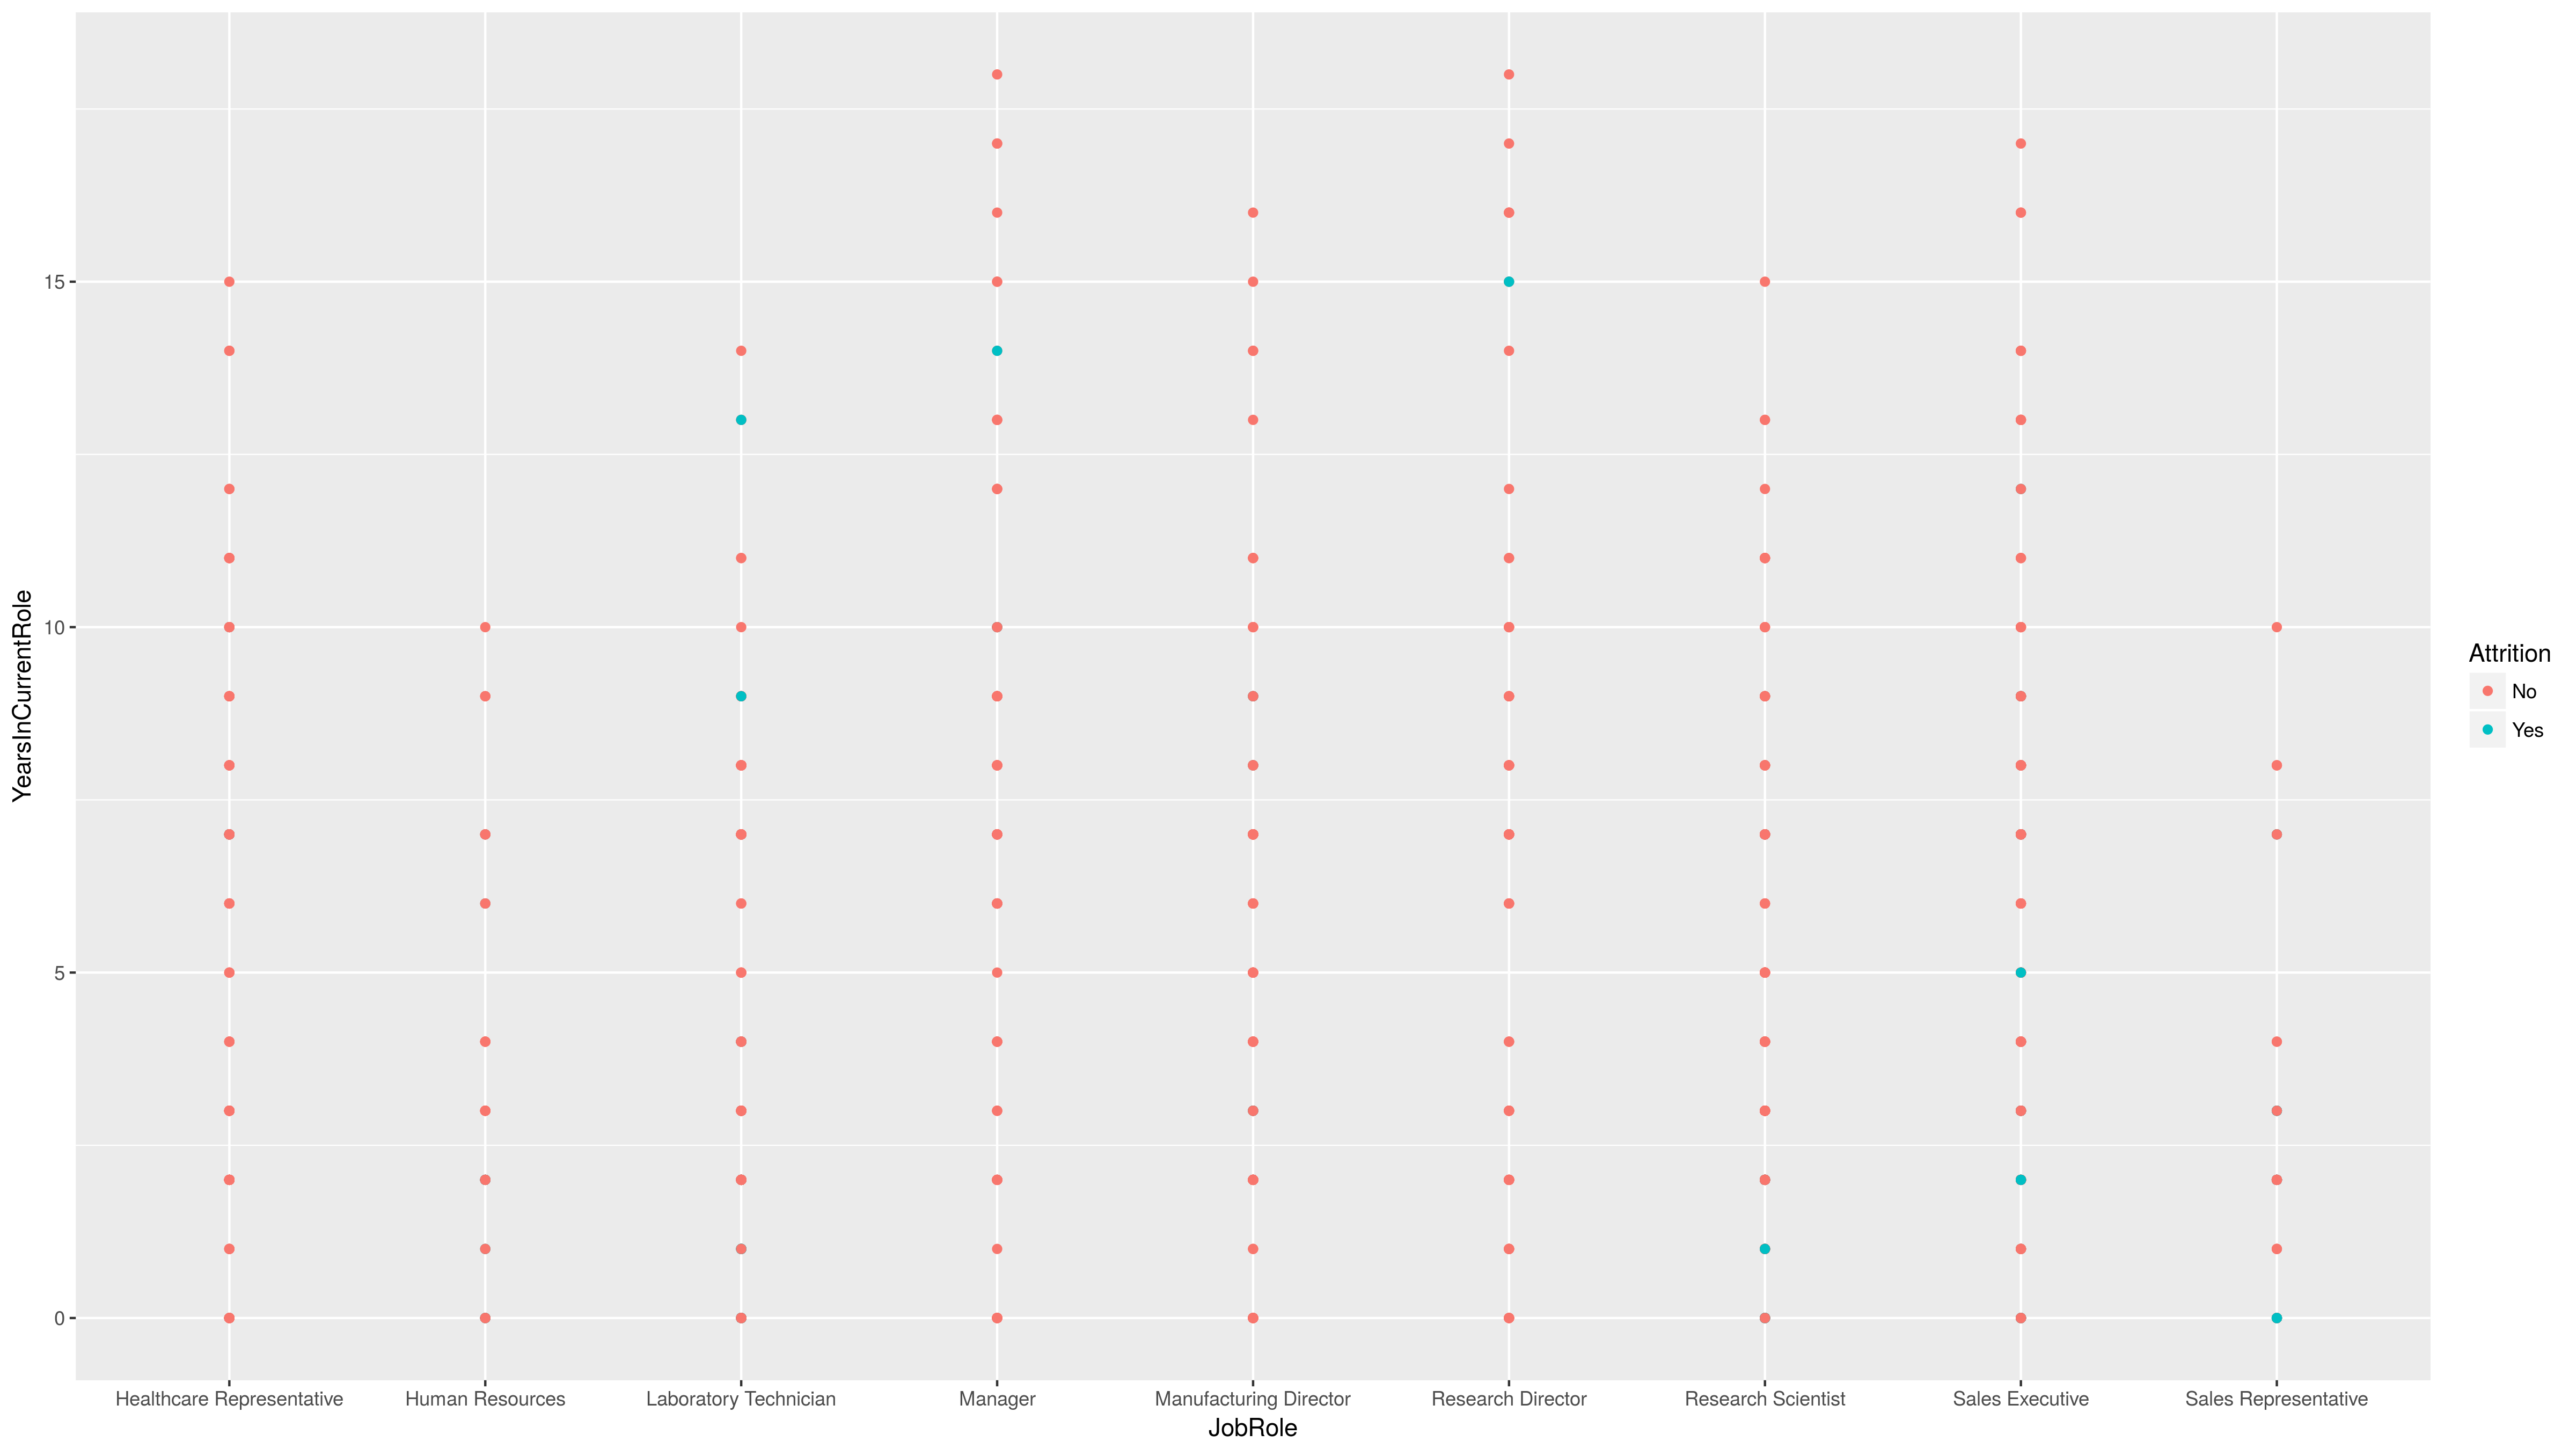 YearsInCurrentRole
15
10
5
0
Healthcare Representative
Human Resources
Laboratory Technician
Manager
Manufacturing Director
Research Director
Research Scientist
Sales Executive
Sales Representative
JobRole
Attrition
No
Yes